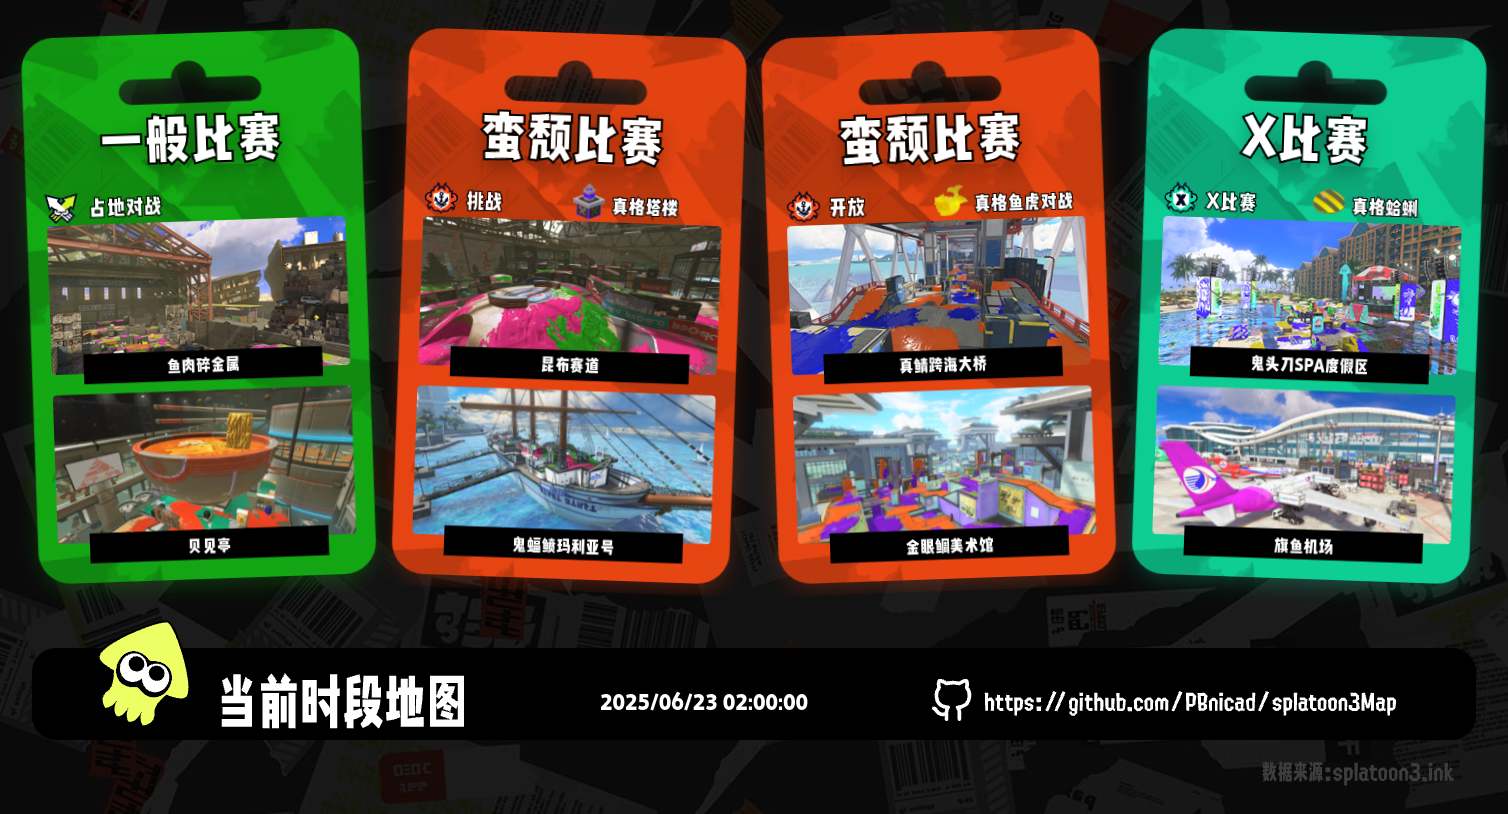 一般比赛
占地对战
鱼肉碎金属
贝见亭
蛮颓比赛
挑战
真格塔楼
昆布赛道
鬼蝠鲼玛利亚号
蛮颓比赛
开放
真格鱼虎对战
真鲭跨海大桥
金眼鲷美术馆
X比赛
X比赛
真格蛤蜊
鬼头刀SPA度假区
旗鱼机场
当前时段地图
2025/06/23 02:00:00
https://github.com/PBnicad/splatoon3Map
数据来源:splatoon3.ink